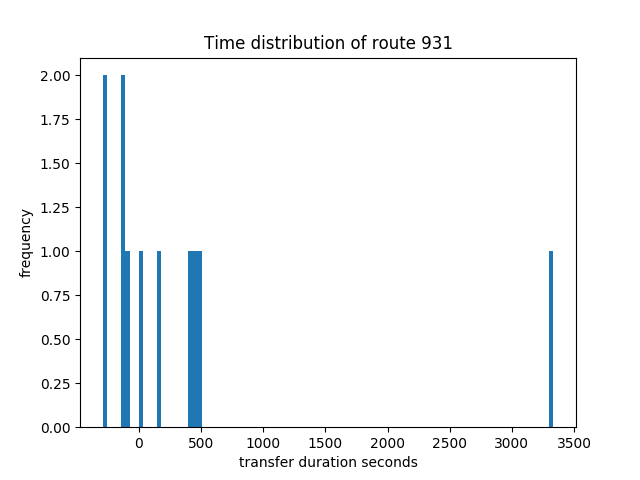 Time distribution of route 931
2.00
1.75
1.50
1.25
1.00
0.75
0.50
0.25
0.00
frequency
0 500 1000 1500 2000 2500 3000 3500
transfer duration seconds